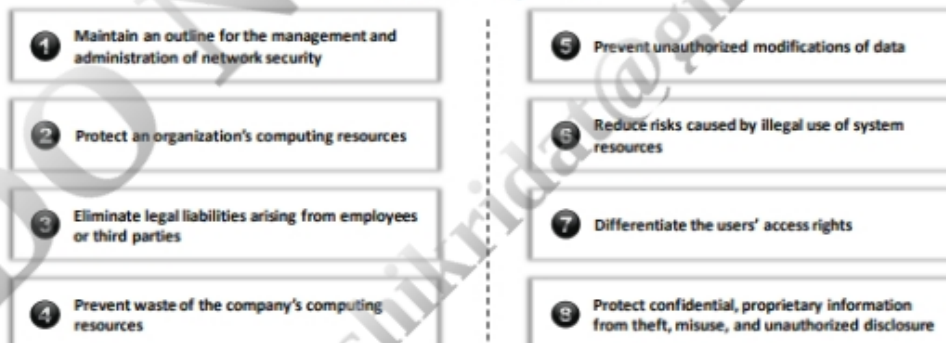 1 Maintain an outline for the management and
administration of network security
2 Protect an organization's computing resources
3 Eliminate legal liabilities arising from employees
or third parties
4 Prevent waste of the company's computing
resources
5 Prevent unauthorized modifications of data
6 Reduce risks caused by illegal use of system
resources
7 Differentiate the users' access rights
8 Protect confidential, proprietary information
from theft, misuse, and unauthorized disclosure